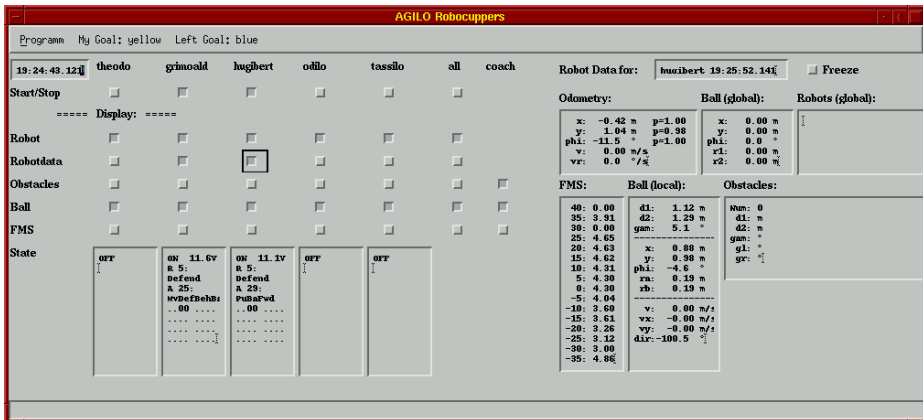 AGILO Robocuppers
Programm My Goal: yellow Left Goal: blue
19:24:43.121 theodo grimoald hugibert odilo tassilo all coach
Start/Stop
===== Display: =====
Robot
Robotdata
Obstacles
Ball
FMS
State
OFF
ON 11.6V
R 5:
Defend
A 25:
MvDefBehBa
..00 ....
.... ....
.... ....
ON 11.1V
R 5:
Defend
A 29:
PuBaFwd
..00 ....
.... ....
.... ....
OFF
OFF
Robot Data for: hugibert 19:25:52.141 Freeze
Odometry:
x: -0.42 m p=1.00
y: 1.04 m p=0.98
phi: -11.5 ° p=1.00
v: 0.00 m/s
vr: 0.0 °/s
Ball (global):
x: 0.00 m
y: 0.00 m
phi: 0.0 °
r1: 0.00 m
r2: 0.00 m
Robots (global):
FMS:
40: 0.00
35: 3.91
30: 0.00
25: 4.65
20: 4.63
15: 4.62
10: 4.31
5: 4.30
0: 4.30
-5: 4.04
-10: 3.60
-15: 3.61
-20: 3.26
-25: 3.12
-30: 3.00
-35: 4.86
Ball (local):
d1: 1.12 m
d2: 1.29 m
gam: 5.1 °
----------------
x: 0.88 m
y: 0.98 m
phi: -4.6 °
ra: 0.19 m
rb: 0.19 m
----------------
v: 0.00 m/s
vx: -0.00 m/s
vy: -0.00 m/s
dir:-100.5 °
Obstacles:
Num: 0
d1: m
d2: m
gam: °
gl: °
gr: °